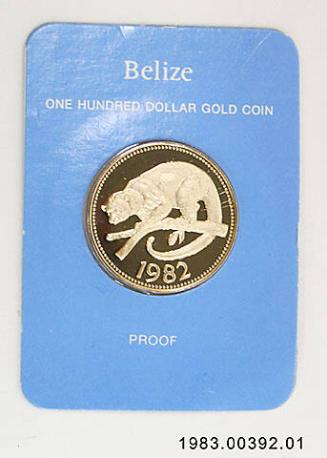 Belize
ONE HUNDRED DOLLAR GOLD COIN
1982
PROOF
1983.00392.01